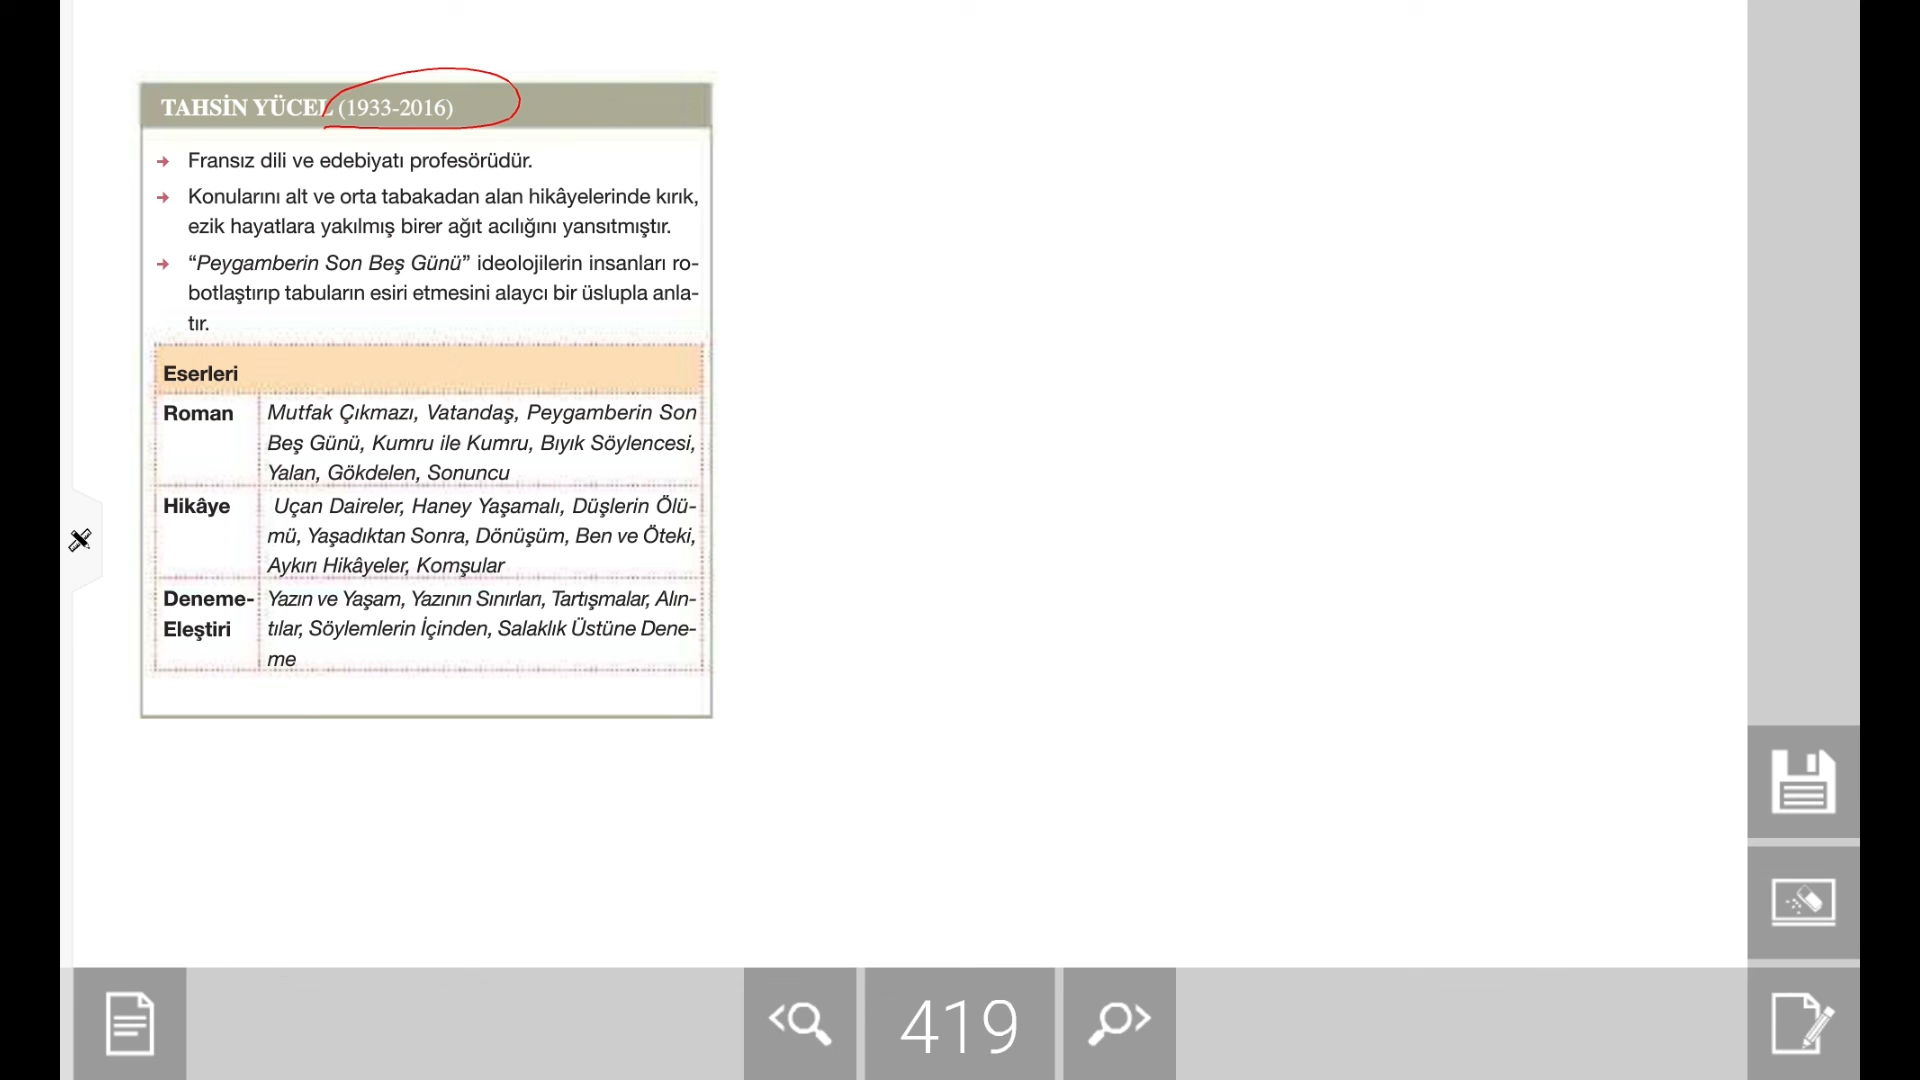 TAHSİN YÜCEL (1933-2016)
→ Fransız dili ve edebiyatı profesörüdür.
→ Konularını alt ve orta tabakadan alan hikâyelerinde kırık,
ezik hayatlara yakılmış birer ağıt acılığını yansıtmıştır.
→ “Peygamberin Son Beş Günü” ideolojilerin insanları ro-
botlaştırıp tabuların esiri etmesini alaycı bir üslupla anla-
tır.
Eserleri
Roman
Mutfak Çıkmazı, Vatandaş, Peygamberin Son
Beş Günü, Kumru ile Kumru, Bıyık Söylencesi,
Yalan, Gökdelen, Sonuncu
Hikâye
Uçan Daireler, Haney Yaşamalı, Düşlerin Ölü-
mü, Yaşadıktan Sonra, Dönüşüm, Ben ve Öteki,
Aykırı Hikâyeler, Komşular
Deneme-
Eleştiri
Yazın ve Yaşam, Yazının Sınırları, Tartışmalar, Alın-
tılar, Söylemlerin İçinden, Salaklık Üstüne Dene-
me
419